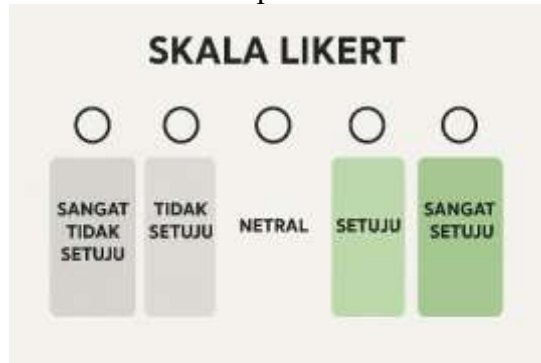 SKALA LIKERT
SANGAT
TIDAK
SETUJU
TIDAK
SETUJU
NETRAL
SETUJU
SANGAT
SETUJU